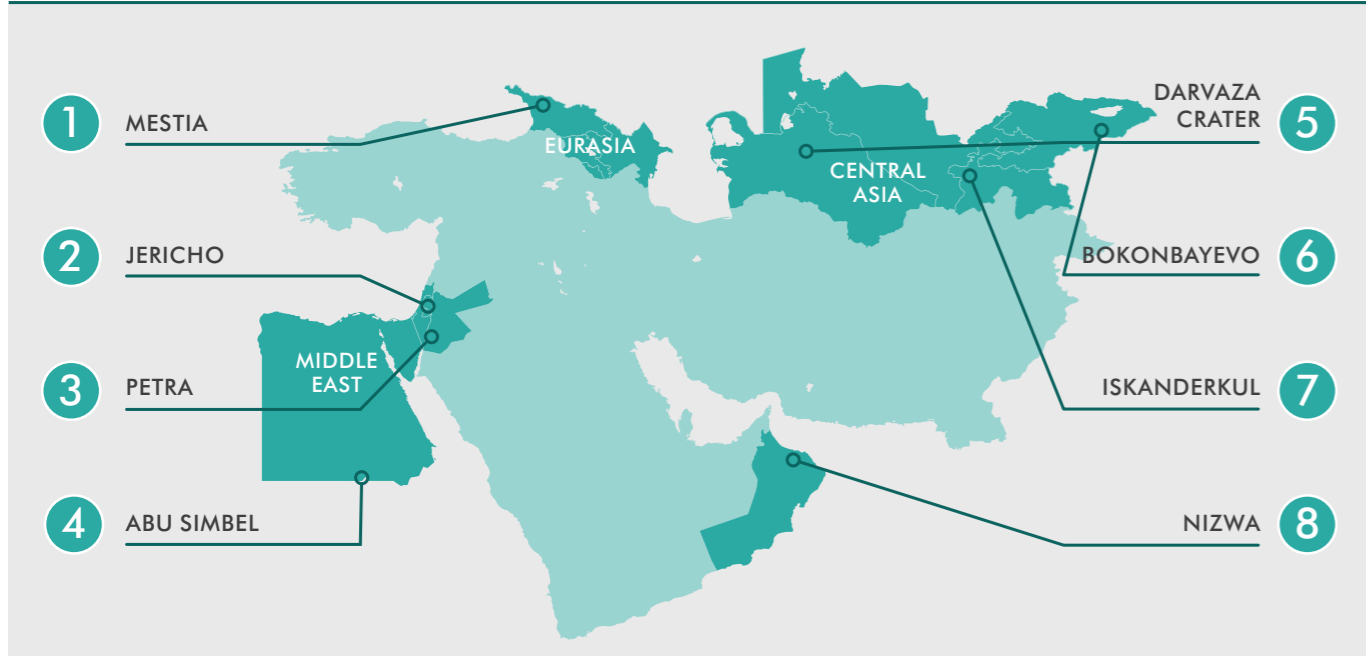 1 MESTIA
2 JERICHO
3 PETRA
4 ABU SIMBEL
EURASIA
MIDDLE
EAST
CENTRAL
ASIA
DARVAZA
CRATER 5
BOKONBAYEVO 6
ISKANDERKUL 7
NIZWA 8